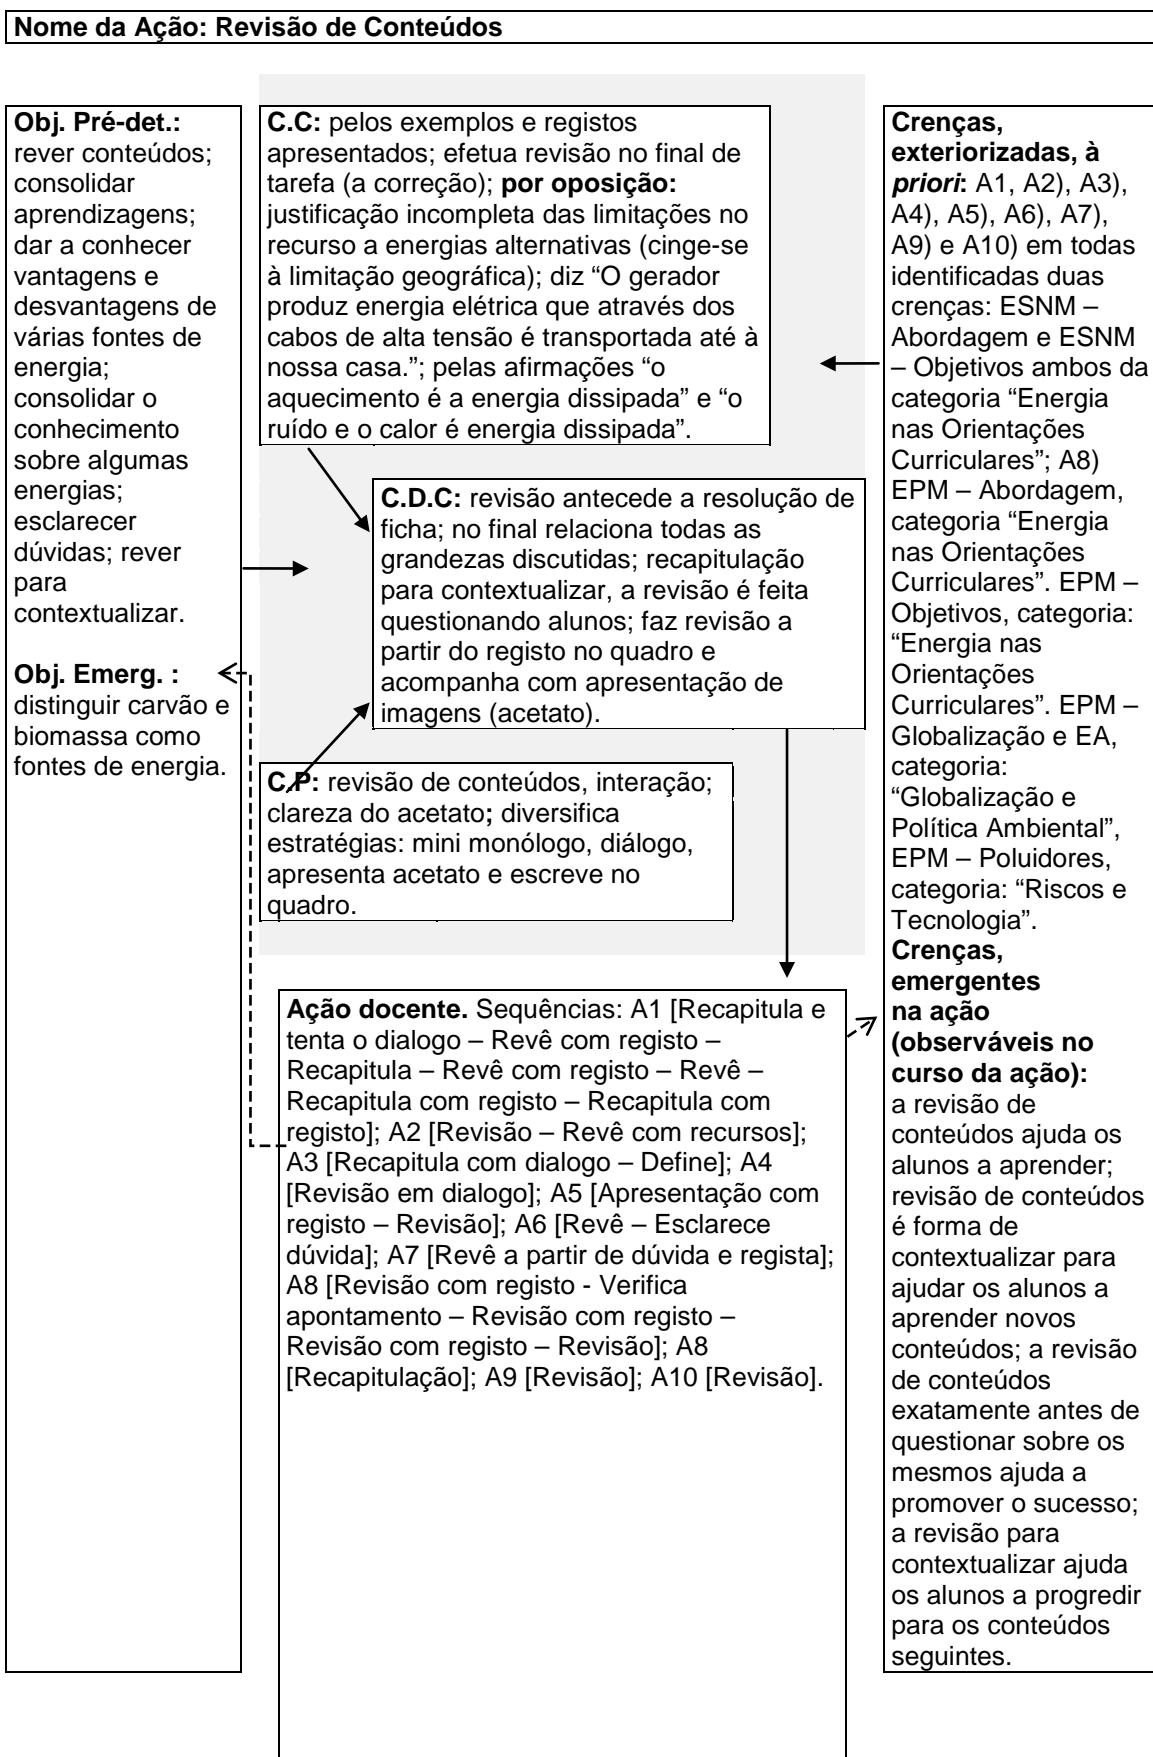 Nome da Ação: Revisão de Conteúdos
Obj. Pré-det.:
rever conteúdos;
consolidar
aprendizagens;
dar a conhecer
vantagens e
desvantagens de
várias fontes de
energia;
consolidar o
conhecimento
sobre algumas
energias;
esclarecer
dúvidas; rever
para
contextualizar.
Obj. Emerg. :
distinguir carvão e
biomassa como
fontes de energia.
C.C: pelos exemplos e registos
apresentados; efetua revisão no final de
tarefa (a correção); por oposição:
justificação incompleta das limitações no
recurso a energias alternativas (cinge-se
à limitação geográfica); diz “O gerador
produz energia elétrica que através dos
cabos de alta tensão é transportada até à
nossa casa.”; pelas afirmações “o
aquecimento é a energia dissipada” e “o
ruído e o calor é energia dissipada”.
C.D.C: revisão antecede a resolução de
ficha; no final relaciona todas as
grandezas discutidas; recapitulação
para contextualizar, a revisão é feita
questionando alunos; faz revisão a
partir do registo no quadro e
acompanha com apresentação de
imagens (acetato).
C.P: revisão de conteúdos, interação;
clareza do acetato; diversifica
estratégias: mini monólogo, diálogo,
apresenta acetato e escreve no
quadro.
Ação docente. Sequências: A1 [Recapitula e
tenta o dialogo – Revê com registo –
Recapitula – Revê com registo – Revê –
Recapitula com registo – Recapitula com
registo]; A2 [Revisão – Revê com recursos];
A3 [Recapitula com dialogo – Define]; A4
[Revisão em dialogo]; A5 [Apresentação com
registo – Revisão]; A6 [Revê – Esclarece
dúvida]; A7 [Revê a partir de dúvida e regista];
A8 [Revisão com registo - Verifica
apontamento – Revisão com registo –
Revisão com registo – Revisão]; A8
[Recapitulação]; A9 [Revisão]; A10 [Revisão].
Crenças,
exteriorizadas, à
priori: A1, A2), A3),
A4), A5), A6), A7),
A9) e A10) em todas
identificadas duas
crenças: ESNM –
Abordagem e ESNM
– Objetivos ambos da
categoria “Energia
nas Orientações
Curriculares”; A8)
EPM – Abordagem,
categoria “Energia
nas Orientações
Curriculares”. EPM –
Objetivos, categoria:
“Energia nas
Orientações
Curriculares”. EPM –
Globalização e EA,
categoria:
“Globalização e
Política Ambiental”,
EPM – Poluidores,
categoria: “Riscos e
Tecnologia”.
Crenças,
emergentes
na ação
(observáveis no
curso da ação):
a revisão de
conteúdos ajuda os
alunos a aprender;
revisão de conteúdos
é forma de
contextualizar para
ajudar os alunos a
aprender novos
conteúdos; a revisão
de conteúdos
exatamente antes de
questionar sobre os
mesmos ajuda a
promover o sucesso;
a revisão para
contextualizar ajuda
os alunos a progredir
para os conteúdos
seguintes.